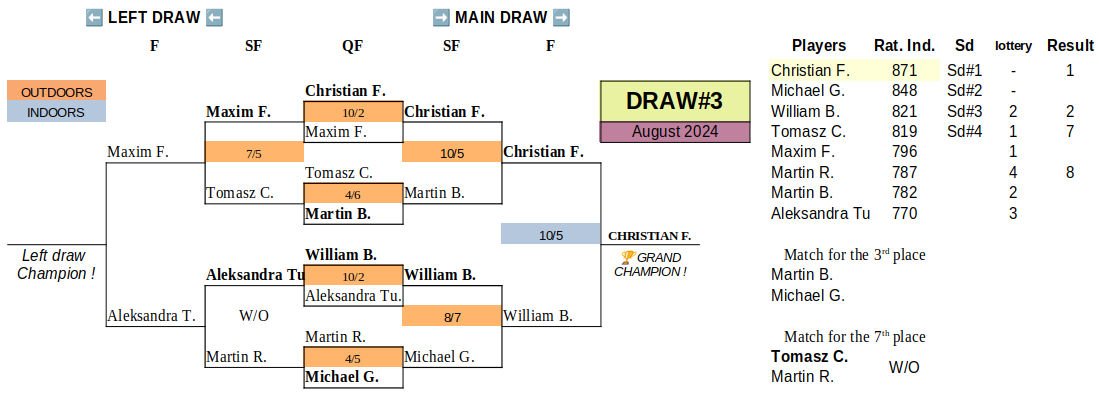 ⬅️ LEFT DRAW ⬅️ ➡️ MAIN DRAW ➡️
F SF QF SF F
Players Rat. Ind. Sd lottery Result
Christian F. 871 Sd#1 - 1
Michael G. 848 Sd#2 -
William B. 821 Sd#3 2 2
Tomasz C. 819 Sd#4 1 7
Maxim F. 796 1
Martin R. 787 4 8
Martin B. 782 2
Aleksandra Tu 770 3
OUTDOORS
INDOORS
DRAW#3
August 2024
Christian F.
Maxim F. 10/2 Christian F.
Maxim F.
Maxim F. 7/5 10/5 Christian F.
Tomasz C.
Tomasz C. 4/6 Martin B.
Martin B.
10/5 CHRISTIAN F.
Left draw
Champion !
🏆GRAND
CHAMPION !
William B.
Aleksandra Tu 10/2 William B.
Aleksandra Tu.
Aleksandra T. W/O 8/7 William B.
Martin R.
Martin R. 4/5 Michael G.
Michael G.
Match for the 3rd place
Martin B.
Michael G.
Match for the 7th place
Tomasz C.
W/O
Martin R.